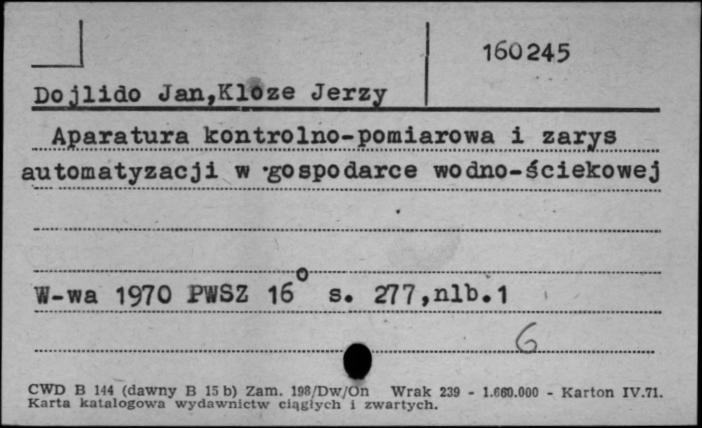 160245
Dojlido Jan,Kloze Jerzy
Aparatura kontrolno-pomiarowa i zarys
automatyzacji w gospodarce wodno-ściekowej
W-wa 1970 PWSZ 16° s. 277,nlb.1
6
CWD B 144 (dawny B 15 b) Zam. 198/Dw/On Wrak 239 - 1.660.000 - Karton IV.71.
Karta katalogowa wydawnictw ciągłych i zwartych.